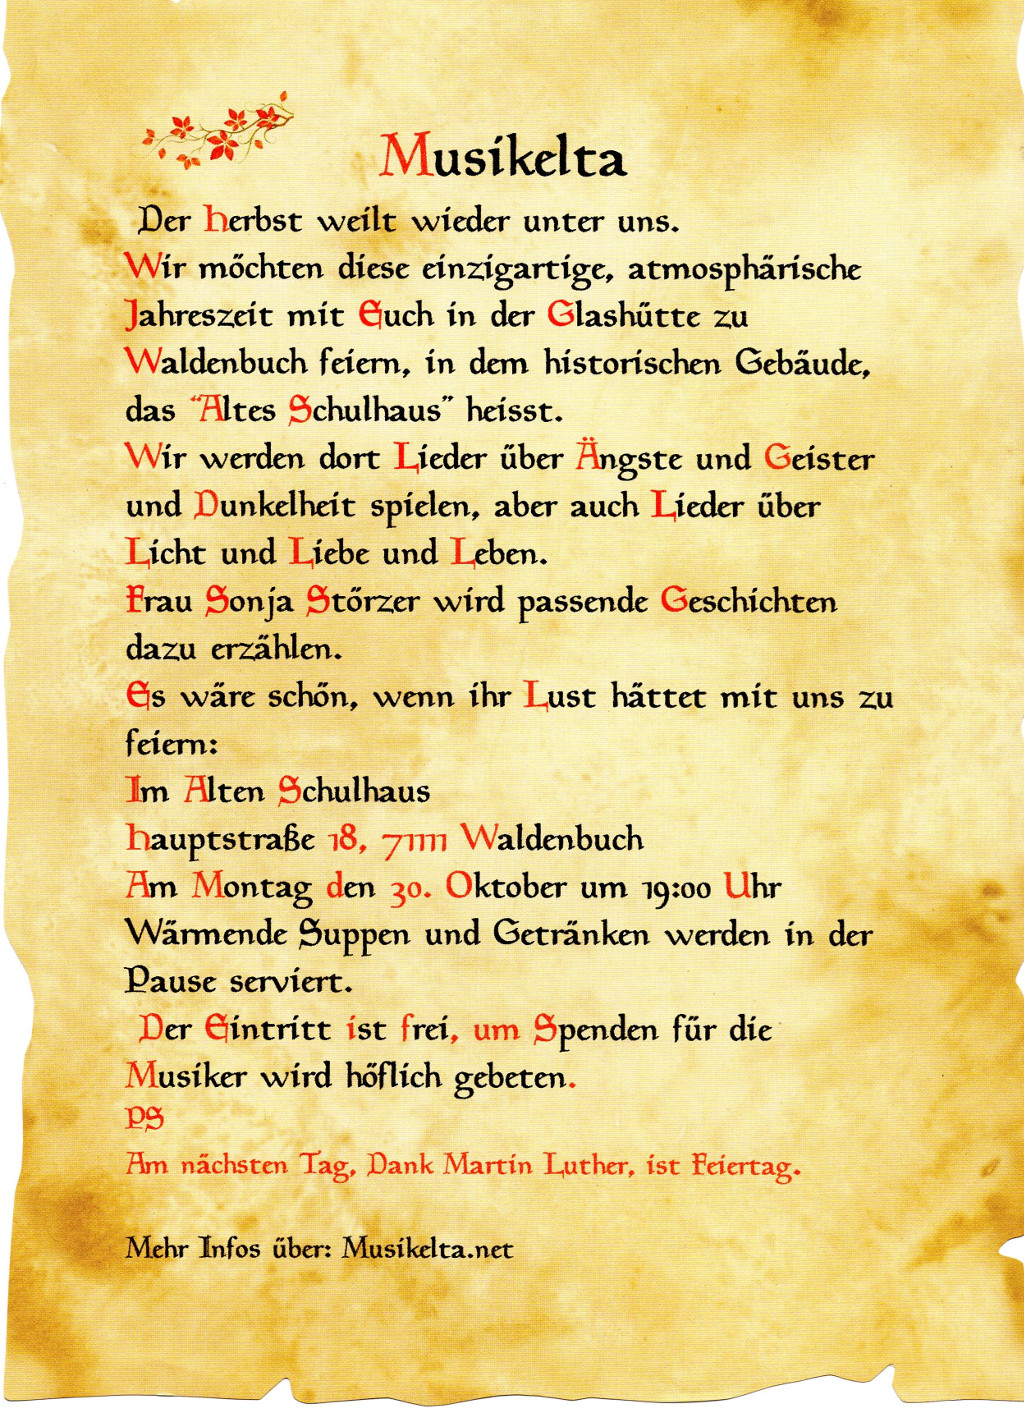 Musikelta
Der Herbst weilt wieder unter uns.
Wir möchten diese einzigartige, atmosphärische
Jahreszeit mit Euch in der Glashütte zu
Waldenbuch feiern, in dem historischen Gebäude,
das "Altes Schulhaus" heisst.
Wir werden dort Lieder über Ängste und Geister
und Dunkelheit spielen, aber auch Lieder über
Licht und Liebe und Leben.
Frau Sonja Störzer wird passende Geschichten
dazu erzählen.
Es wäre schön, wenn ihr Lust hättet mit uns zu
feiern:
Im Alten Schulhaus
Hauptstraße 18, 71111 Waldenbuch
Am Montag den 30. Oktober um 19:00 Uhr
Wärmende Suppen und Getränken werden in der
Pause serviert.
Der Eintritt ist frei, um Spenden für die
Musiker wird höflich gebeten.
PS
Am nächsten Tag, Dank Martin Luther, ist Feiertag.
Mehr Infos über: Musikelta.net